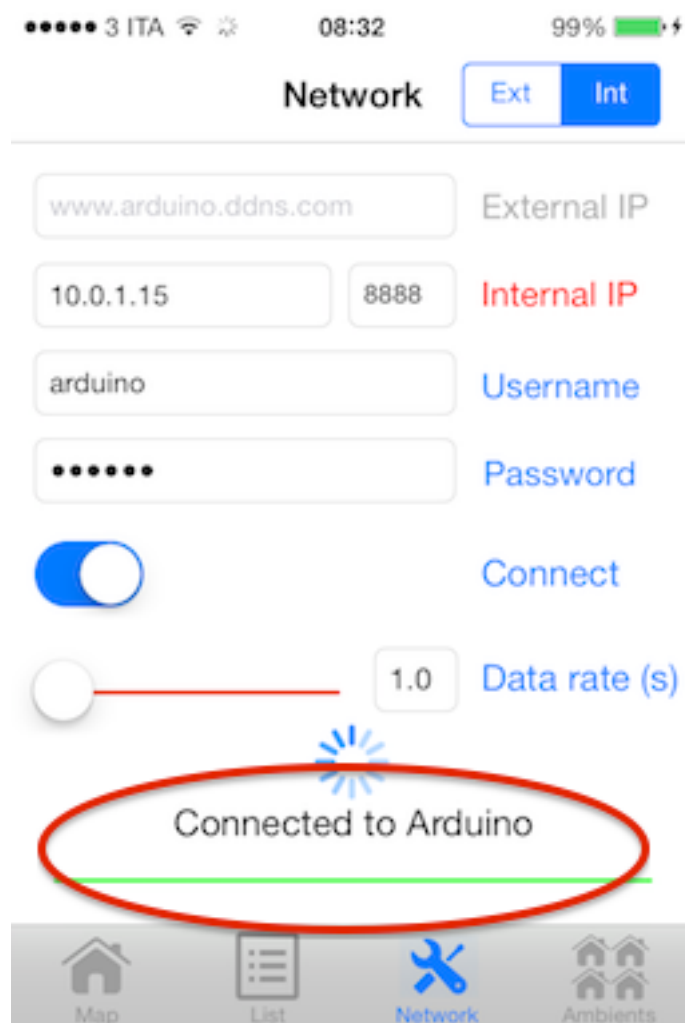 3 ITA 08:32 99%
Network Ext Int
www.arduino.ddns.com External IP
10.0.1.15 8888 Internal IP
arduino Username
•••••• Password
Connect
1.0 Data rate (s)
Connected to Arduino
Map List Network Ambients